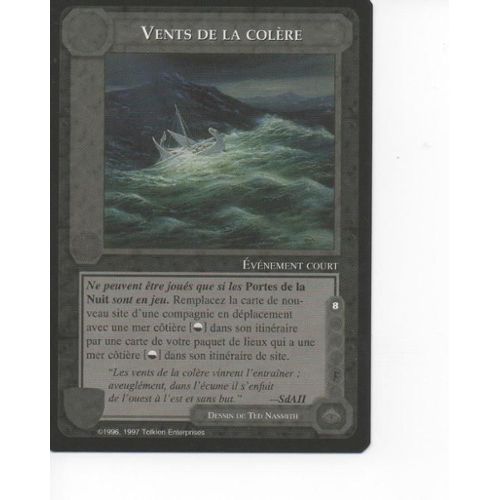 VENTS DE LA COLÈRE
ÉVÉNEMENT COURT
Ne peuvent être joués que si les Portes de la
Nuit sont en jeu. Remplacez la carte de nou-
veau site d'une compagnie en déplacement
avec une mer côtière [] dans son itinéraire
par une carte de votre paquet de lieux qui a une
mer côtière [] dans son itinéraire de site.
"Les vents de la colère vinrent l'entraîner ;
aveuglément, dans l'écume il s'enfuit
de l'ouest à l'est et sans but." —SdAII
8
DESSIN DE TED NASMITH
©1996, 1997 Tolkien Enterprises